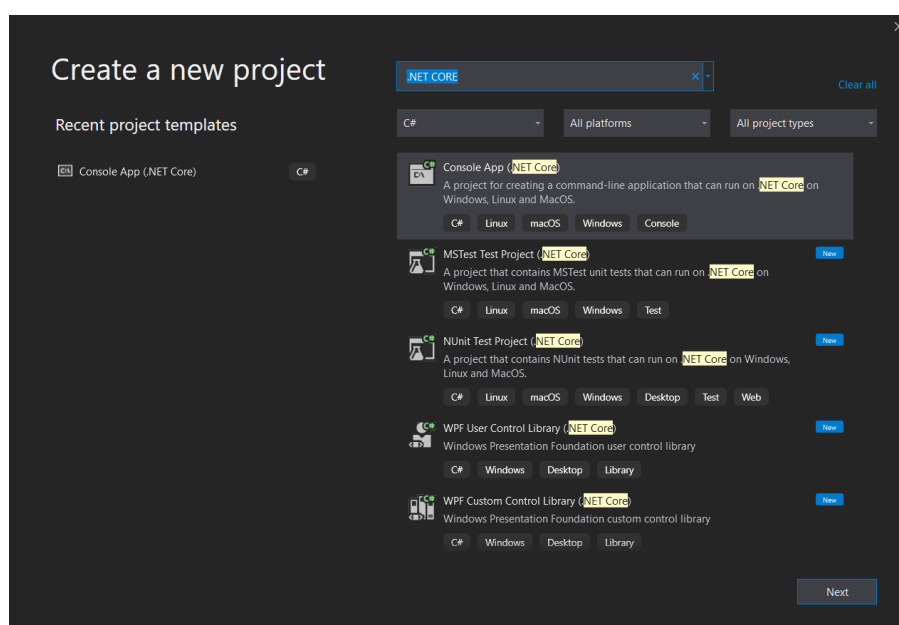 Create a new project
.NET CORE
Clear all
Recent project templates
C#
All platforms
All project types
Console App (.NET Core)
C#
Console App (.NET Core)
A project for creating a command-line application that can run on .NET Core on
Windows, Linux and MacOS.
C# Linux macOS Windows Console
MSTest Test Project (.NET Core)
New
A project that contains MSTest unit tests that can run on .NET Core on
Windows, Linux and MacOS.
C# Linux macOS Windows Test
NUnit Test Project (.NET Core)
New
A project that contains NUnit tests that can run on .NET Core on Windows,
Linux and MacOS.
C# Linux macOS Windows Desktop Test Web
WPF User Control Library (.NET Core)
New
Windows Presentation Foundation user control library
C# Windows Desktop Library
WPF Custom Control Library (.NET Core)
New
Windows Presentation Foundation custom control library
C# Windows Desktop Library
Next